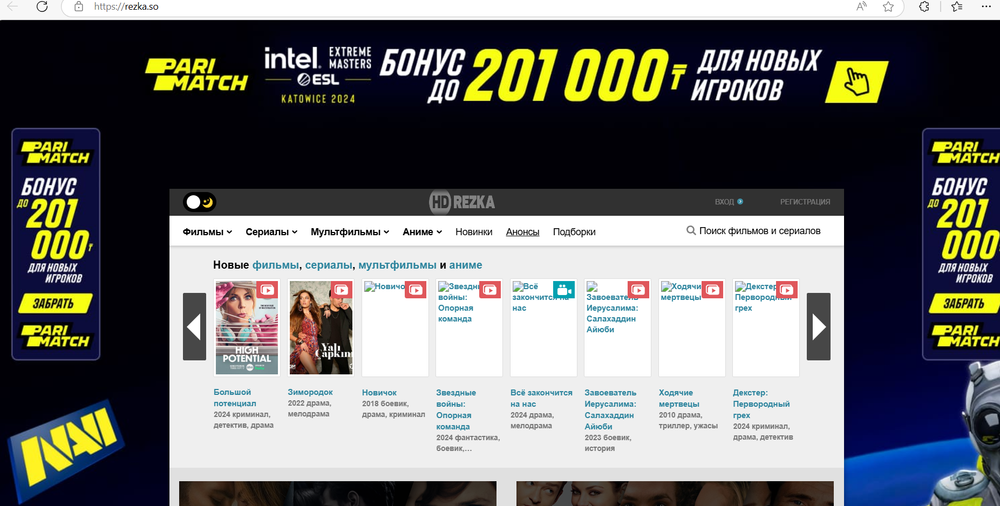 https://rezka.so
PARI MATCH
intel. EXTREME MASTERS
ESL
KATOWICE 2024
БОНУС ДО 201 000 ₸ ДЛЯ НОВЫХ ИГРОКОВ
PARI MATCH
БОНУС
ДО 201
000 ₸
ДЛЯ НОВЫХ
ИГРОКОВ
ЗАБРАТЬ
PARI MATCH
PARI MATCH
БОНУС
ДО 201
000
ДЛЯ НОВЫХ
ИГРОКОВ
ЗАБРАТЬ
PARI MATCH
HD REZKA
ВХОД
РЕГИСТРАЦИЯ
Фильмы Сериалы Мультфильмы Аниме Новинки Анонсы Подборки
Поиск фильмов и сериалов
Новые фильмы, сериалы, мультфильмы и аниме
HIGH
POTENTIAL
abc
hulu
Yalı
Çapkını
Новичок
Звездны
войны:
Опорная
команда
Всё
закончится на
нас
Завоеватель
Иерусалима:
Салахаддин
Айюби
Ходячие
мертвецы
Декстер:
Первородный
грех
Большой
потенциал
2024 криминал,
детектив, драма
Зимородок
2022 драма,
мелодрама
Новичок
2018 боевик,
драма, криминал
Звездные
войны:
Опорная
команда
2024 фантастика,
боевик,...
Всё закончится
на нас
2024 драма,
мелодрама
Завоеватель
Иерусалима:
Салахаддин
Айюби
2023 боевик,
история
Ходячие
мертвецы
2010 драма,
триллер, ужасы
Декстер:
Первородный
грех
2024 криминал,
драма, детектив
NAVI